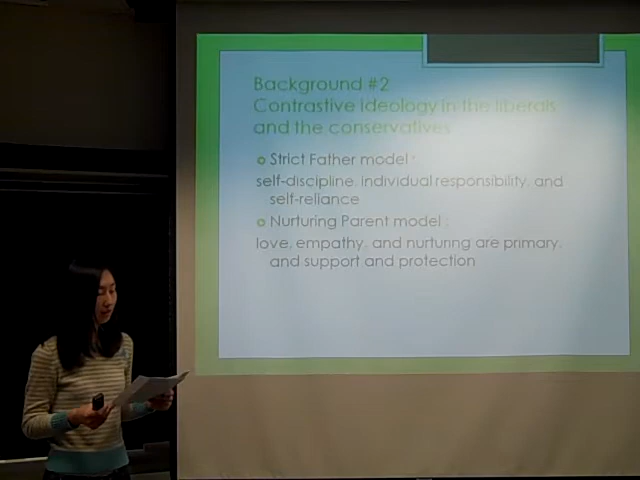 Background #2
Contrastive ideology in the liberals
and the conservatives
Strict Father model :
self-discipline, individual responsibility, and
self-reliance
Nurturing Parent model :
love, empathy, and nurturing are primary,
and support and protection